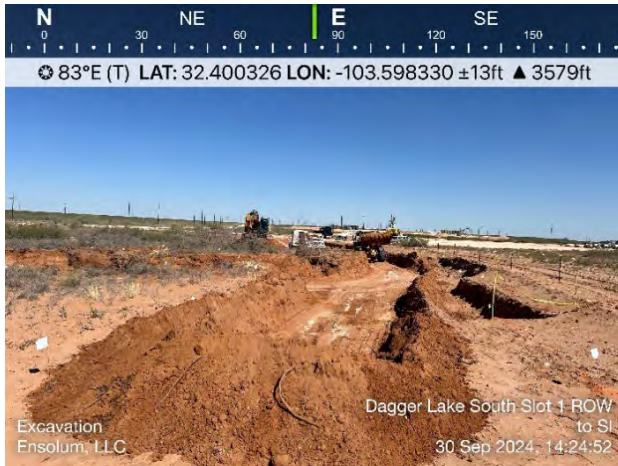 N NE E SE
0 30 60 90 120 150
83°E (T) LAT: 32.400326 LON: -103.598330 ±13ft ▲ 3579ft
Excavation
Ensolum, LLC
Dagger Lake South Slot 1 ROW
to SI
30 Sep 2024, 14:24:52